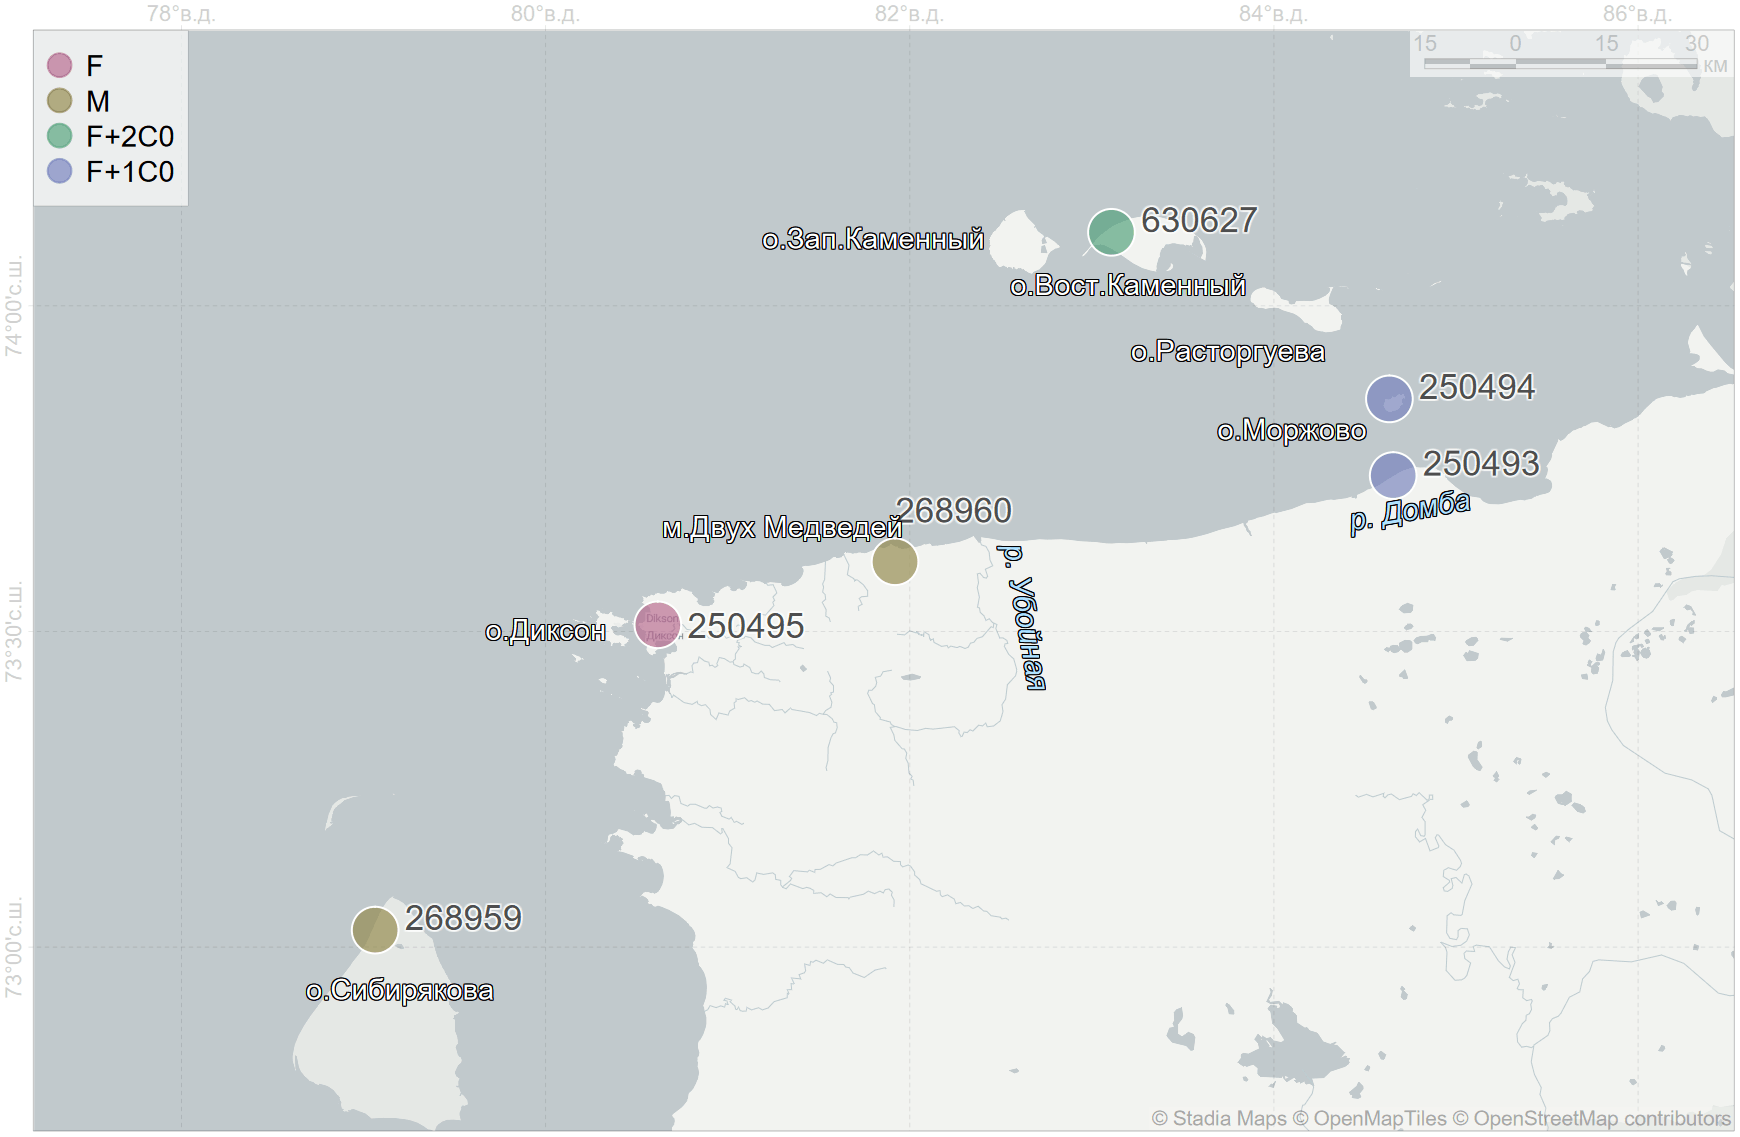 78°в.д.
80°в.д.
82°в.д.
84°в.д.
86°в.д.
15
0
15
30
км
F
M
F+2C0
F+1C0
74°00'с.ш.
73°30'с.ш.
73°00'с.ш.
о.Зап.Каменный
630627
о.Вост.Каменный
о.Расторгуева
250494
о.Моржово
250493
р. Домба
268960
м.Двух Медведей
р. Убойная
Dikson
Диксон
о.Диксон
250495
268959
о.Сибирякова
© Stadia Maps © OpenMapTiles © OpenStreetMap contributors